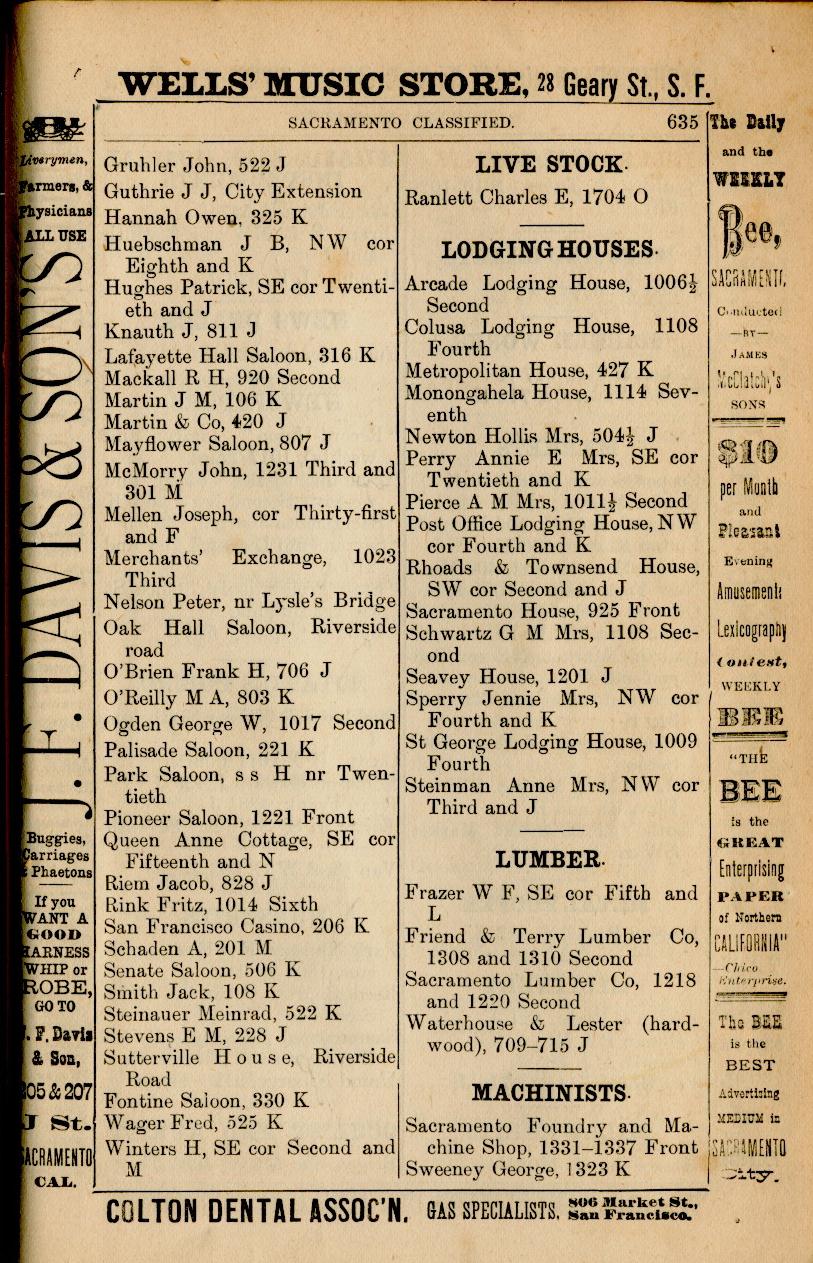 WELLS' MUSIC STORE, 28 Geary St., S. F.
SACRAMENTO CLASSIFIED. 635
Liverymen,
Farmers, &
Physicians
ALL USE
J. F. DAVIS & SON'S
Buggies,
Carriages
& Phaetons
If you
WANT A
GOOD
HARNESS
WHIP or
ROBE,
GO TO
J. F. Davis
& Son,
205 & 207
J St.
SACRAMENTO
CAL.
Gruhler John, 522 J
Guthrie J J, City Extension
Hannah Owen, 325 K
Huebschman J B, NW cor
Eighth and K
Hughes Patrick, SE cor Twenti-
eth and J
Knauth J, 811 J
Lafayette Hall Saloon, 316 K
Mackall R H, 920 Second
Martin J M, 106 K
Martin & Co, 420 J
Mayflower Saloon, 807 J
McMorry John, 1231 Third and
301 M
Mellen Joseph, cor Thirty-first
and F
Merchants' Exchange, 1023
Third
Nelson Peter, nr Lysle's Bridge
Oak Hall Saloon, Riverside
road
O'Brien Frank H, 706 J
O'Reilly M A, 803 K
Ogden George W, 1017 Second
Palisade Saloon, 221 K
Park Saloon, s s H nr Twen-
tieth
Pioneer Saloon, 1221 Front
Queen Anne Cottage, SE cor
Fifteenth and N
Riem Jacob, 828 J
Rink Fritz, 1014 Sixth
San Francisco Casino, 206 K
Schaden A, 201 M
Senate Saloon, 506 K
Smith Jack, 108 K
Steinauer Meinrad, 522 K
Stevens E M, 228 J
Sutterville House, Riverside
Road
Fontine Saloon, 330 K
Wager Fred, 525 K
Winters H, SE cor Second and
M
LIVE STOCK.
Ranlett Charles E, 1704 O
LODGING HOUSES.
Arcade Lodging House, 1006½
Second
Colusa Lodging House, 1108
Fourth
Metropolitan House, 427 K
Monongahela House, 1114 Sev-
enth
Newton Hollis Mrs, 504½ J
Perry Annie E Mrs, SE cor
Twentieth and K
Pierce A M Mrs, 1011½ Second
Post Office Lodging House, NW
cor Fourth and K
Rhoads & Townsend House,
SW cor Second and J
Sacramento House, 925 Front
Schwartz G M Mrs, 1108 Sec-
ond
Seavey House, 1201 J
Sperry Jennie Mrs, NW cor
Fourth and K
St George Lodging House, 1009
Fourth
Steinman Anne Mrs, NW cor
Third and J
LUMBER.
Frazer W F, SE cor Fifth and
L
Friend & Terry Lumber Co,
1308 and 1310 Second
Sacramento Lumber Co, 1218
and 1220 Second
Waterhouse & Lester (hard-
wood), 709–715 J
MACHINISTS.
Sacramento Foundry and Ma-
chine Shop, 1331–1337 Front
Sweeney George, 1323 K
The Daily
and the
WEEKLY
Bee,
SACRAMENTO,
Conducted
—BY—
JAMES
McClatchy's
SONS
$10
per Month
and
Pleasant
Evening
Amusement
Lexicography
Contest,
WEEKLY
BEE
"THE
BEE
is the
GREAT
Enterprising
PAPER
of Northern
CALIFORNIA"
—Chico
Enterprise.
The BEE
is the
BEST
Advertising
MEDIUM in
SACRAMENTO
City.
COLTON DENTAL ASSOC'N. GAS SPECIALISTS, 806 Market St., San Francisco.